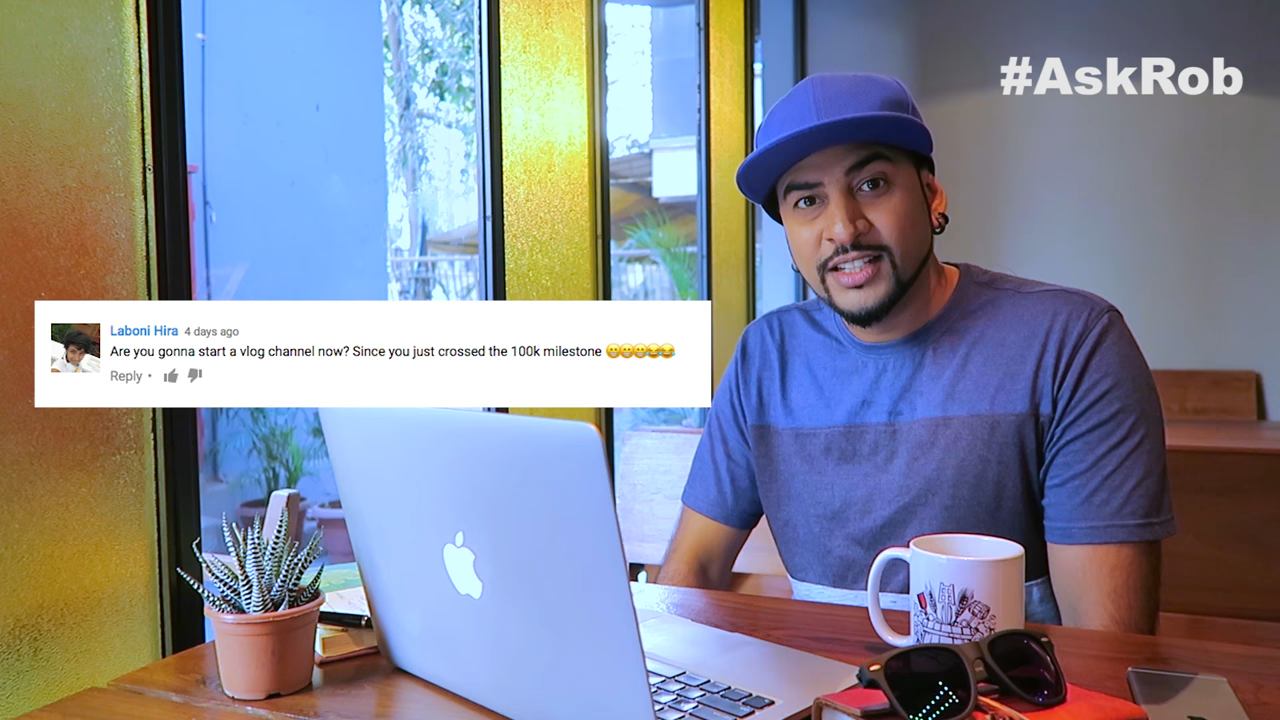 #AskRob
Laboni Hira 4 days ago
Are you gonna start a vlog channel now? Since you just crossed the 100k milestone 😁😁😁😂😂
Reply •